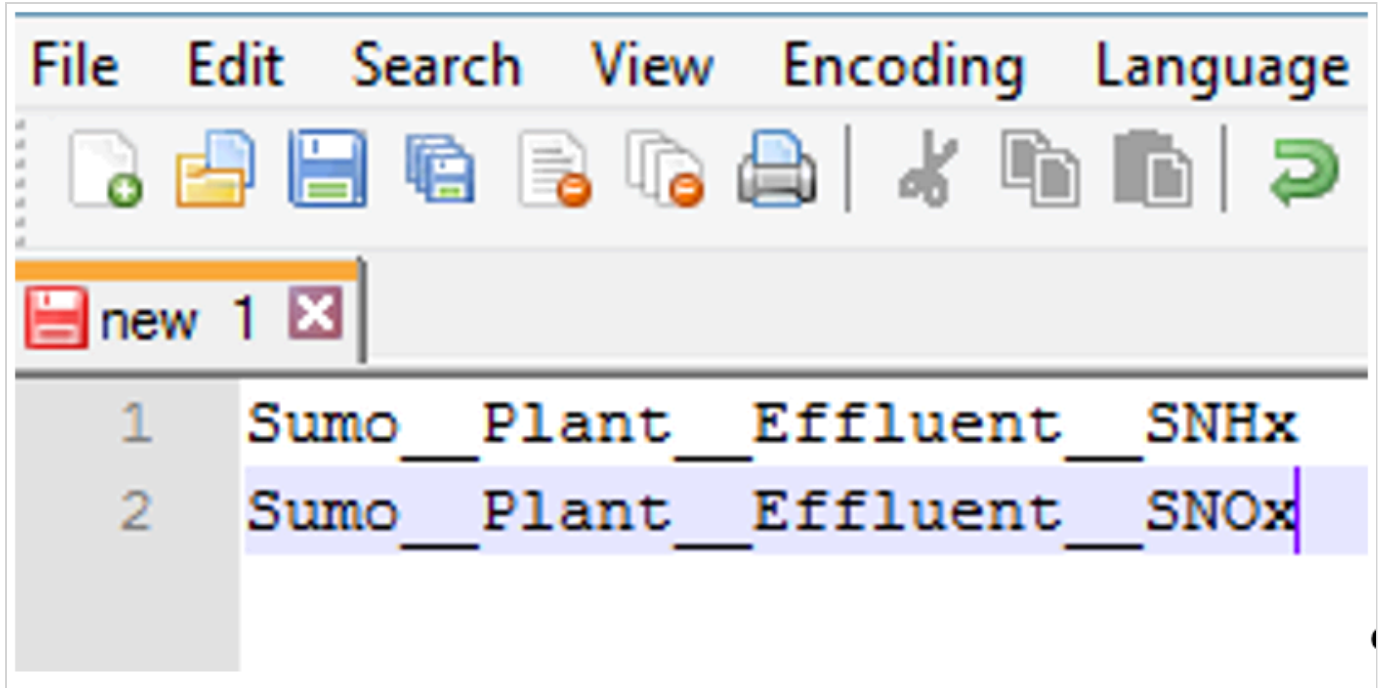 File Edit Search View Encoding Language
new 1
1 Sumo__Plant__Effluent__SNHx
2 Sumo__Plant__Effluent__SNOx